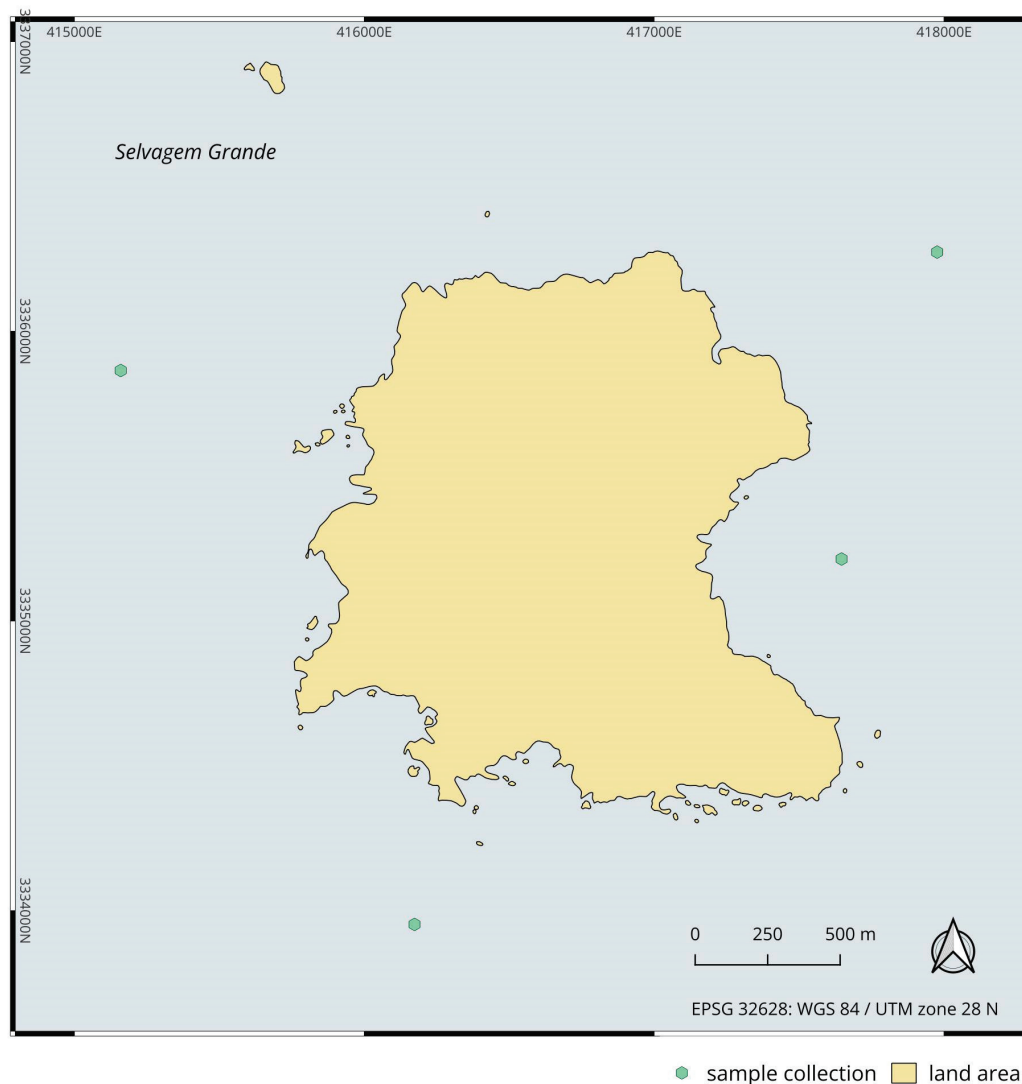 415000E 416000E 417000E 418000E
3337000N
Selvagem Grande
3336000N
3335000N
3334000N
0 250 500 m
EPSG 32628: WGS 84 / UTM zone 28 N
sample collection land area